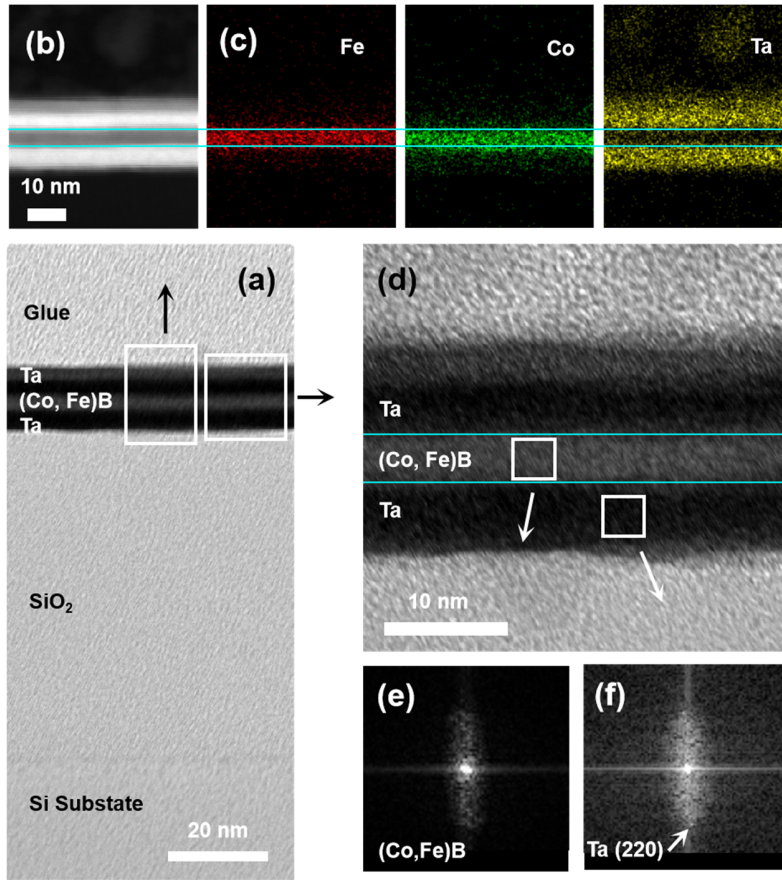 (b)
10 nm
(c)
Fe
Co
Ta
(a)
Glue
Ta
(Co, Fe)B
Ta
SiO₂
Si Substate
20 nm
(d)
Ta
(Co, Fe)B
Ta
10 nm
(e)
(Co,Fe)B
(f)
Ta (220)